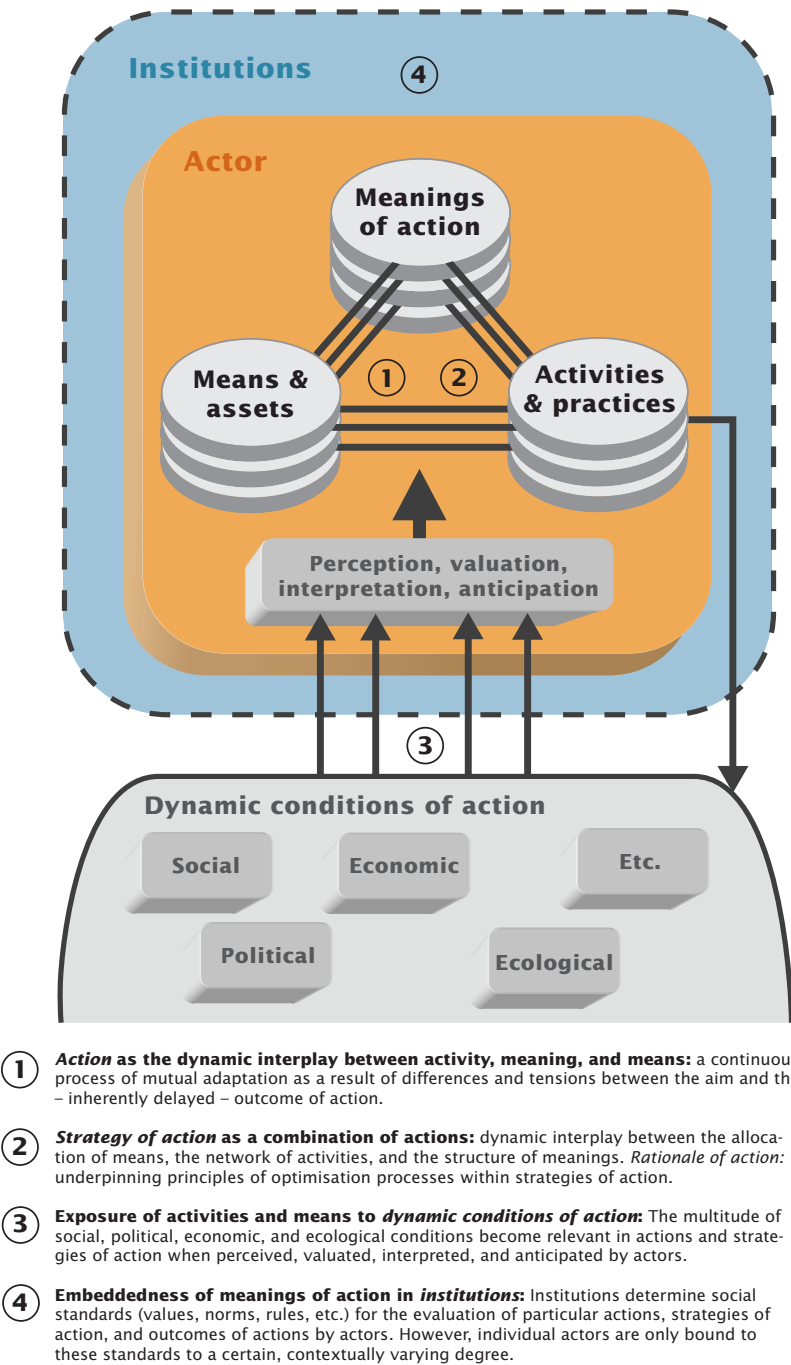 Institutions
4
Actor
Meanings
of action
Means &
assets
1
2
Activities
& practices
Perception, valuation,
interpretation, anticipation
3
Dynamic conditions of action
Social
Economic
Etc.
Political
Ecological
1
Action as the dynamic interplay between activity, meaning, and means: a continuou
process of mutual adaptation as a result of differences and tensions between the aim and th
– inherently delayed – outcome of action.
2
Strategy of action as a combination of actions: dynamic interplay between the alloca-
tion of means, the network of activities, and the structure of meanings. Rationale of action:
underpinning principles of optimisation processes within strategies of action.
3
Exposure of activities and means to dynamic conditions of action: The multitude of
social, political, economic, and ecological conditions become relevant in actions and strate-
gies of action when perceived, valuated, interpreted, and anticipated by actors.
4
Embeddedness of meanings of action in institutions: Institutions determine social
standards (values, norms, rules, etc.) for the evaluation of particular actions, strategies of
action, and outcomes of actions by actors. However, individual actors are only bound to
these standards to a certain, contextually varying degree.